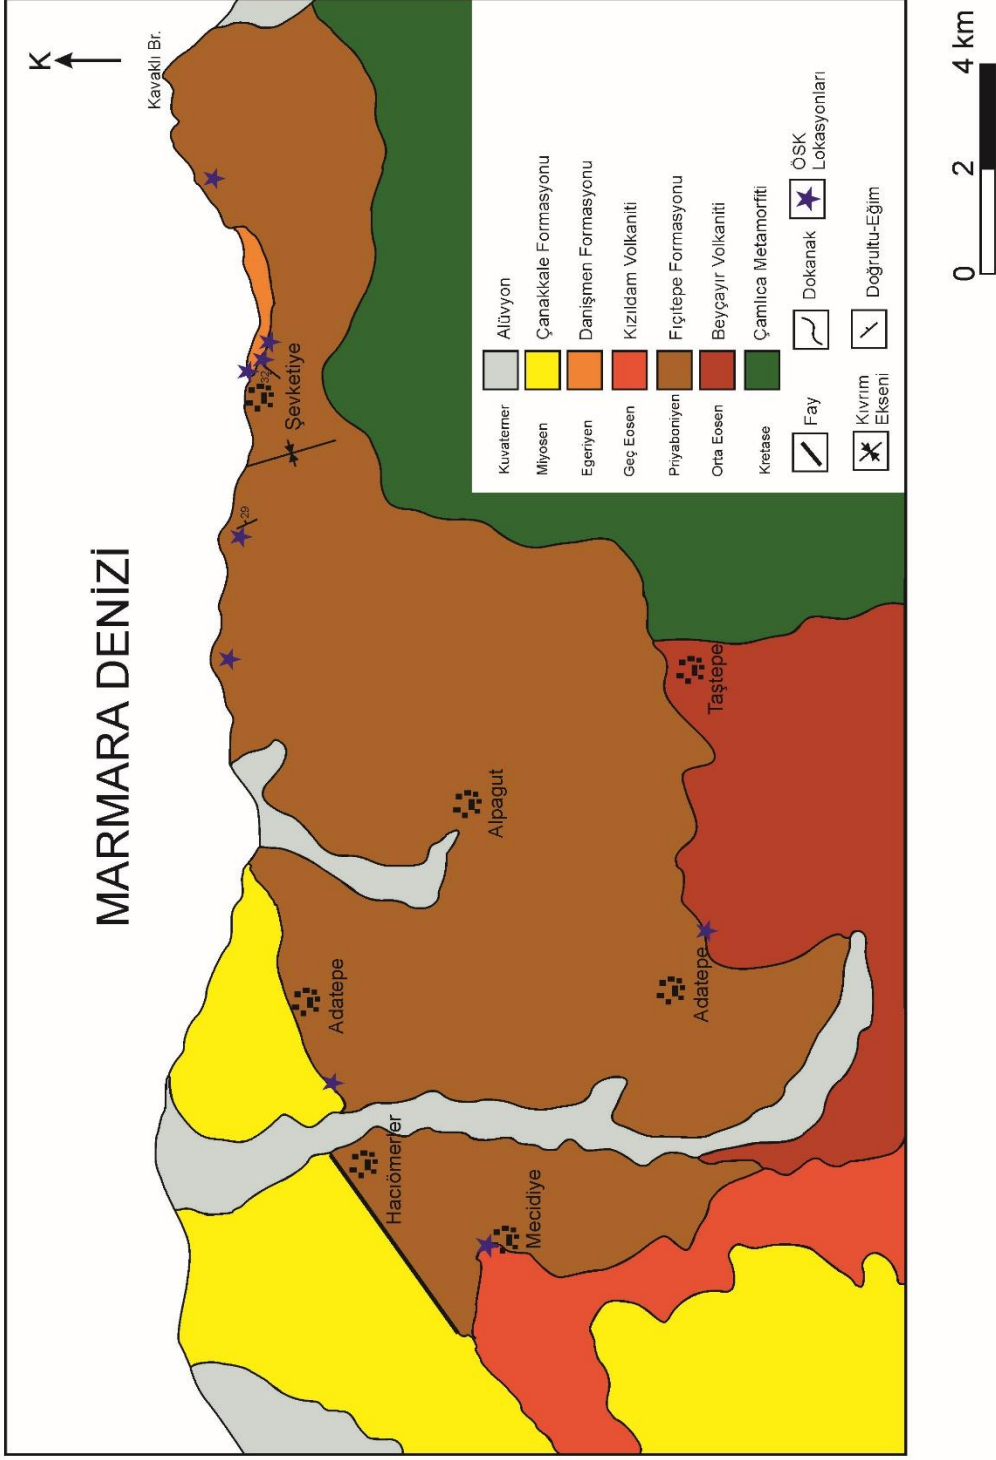 K
Kavaklı Br.
MARMARA DENİZİ
32
Şevketiye
29
Adatepe
Alpagut
Hacıömerler
Mecidiye
Adatepe
Taştepe
Kuvaterner Alüvyon
Miyosen Çanakkale Formasyonu
Egeriyen Danişmen Formasyonu
Geç Eosen Kızıldam Volkaniti
Priyaboniyen Fıçıtepe Formasyonu
Orta Eosen Beyçayır Volkaniti
Kretase Çamlıca Metamorfiti
Fay
Dokanak
ÖSK
Lokasyonları
Kıvrım
Ekseni
Doğrultu-Eğim
0 2 4 km